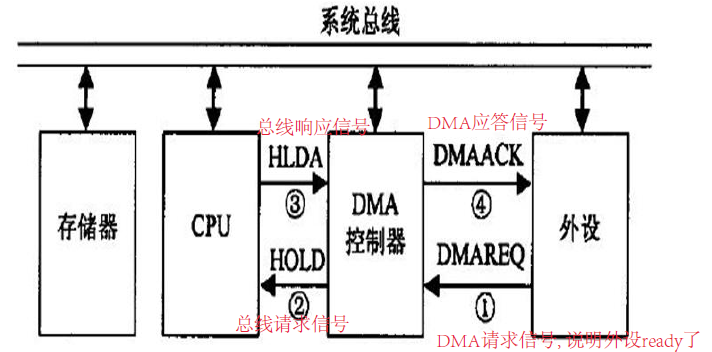 系统总线
总线响应信号
DMA应答信号
HLDA
DMAACK
③
④
存储器
CPU
DMA
控制器
外设
HOLD
DMAREQ
②
①
总线请求信号
DMA请求信号,说明外设ready了